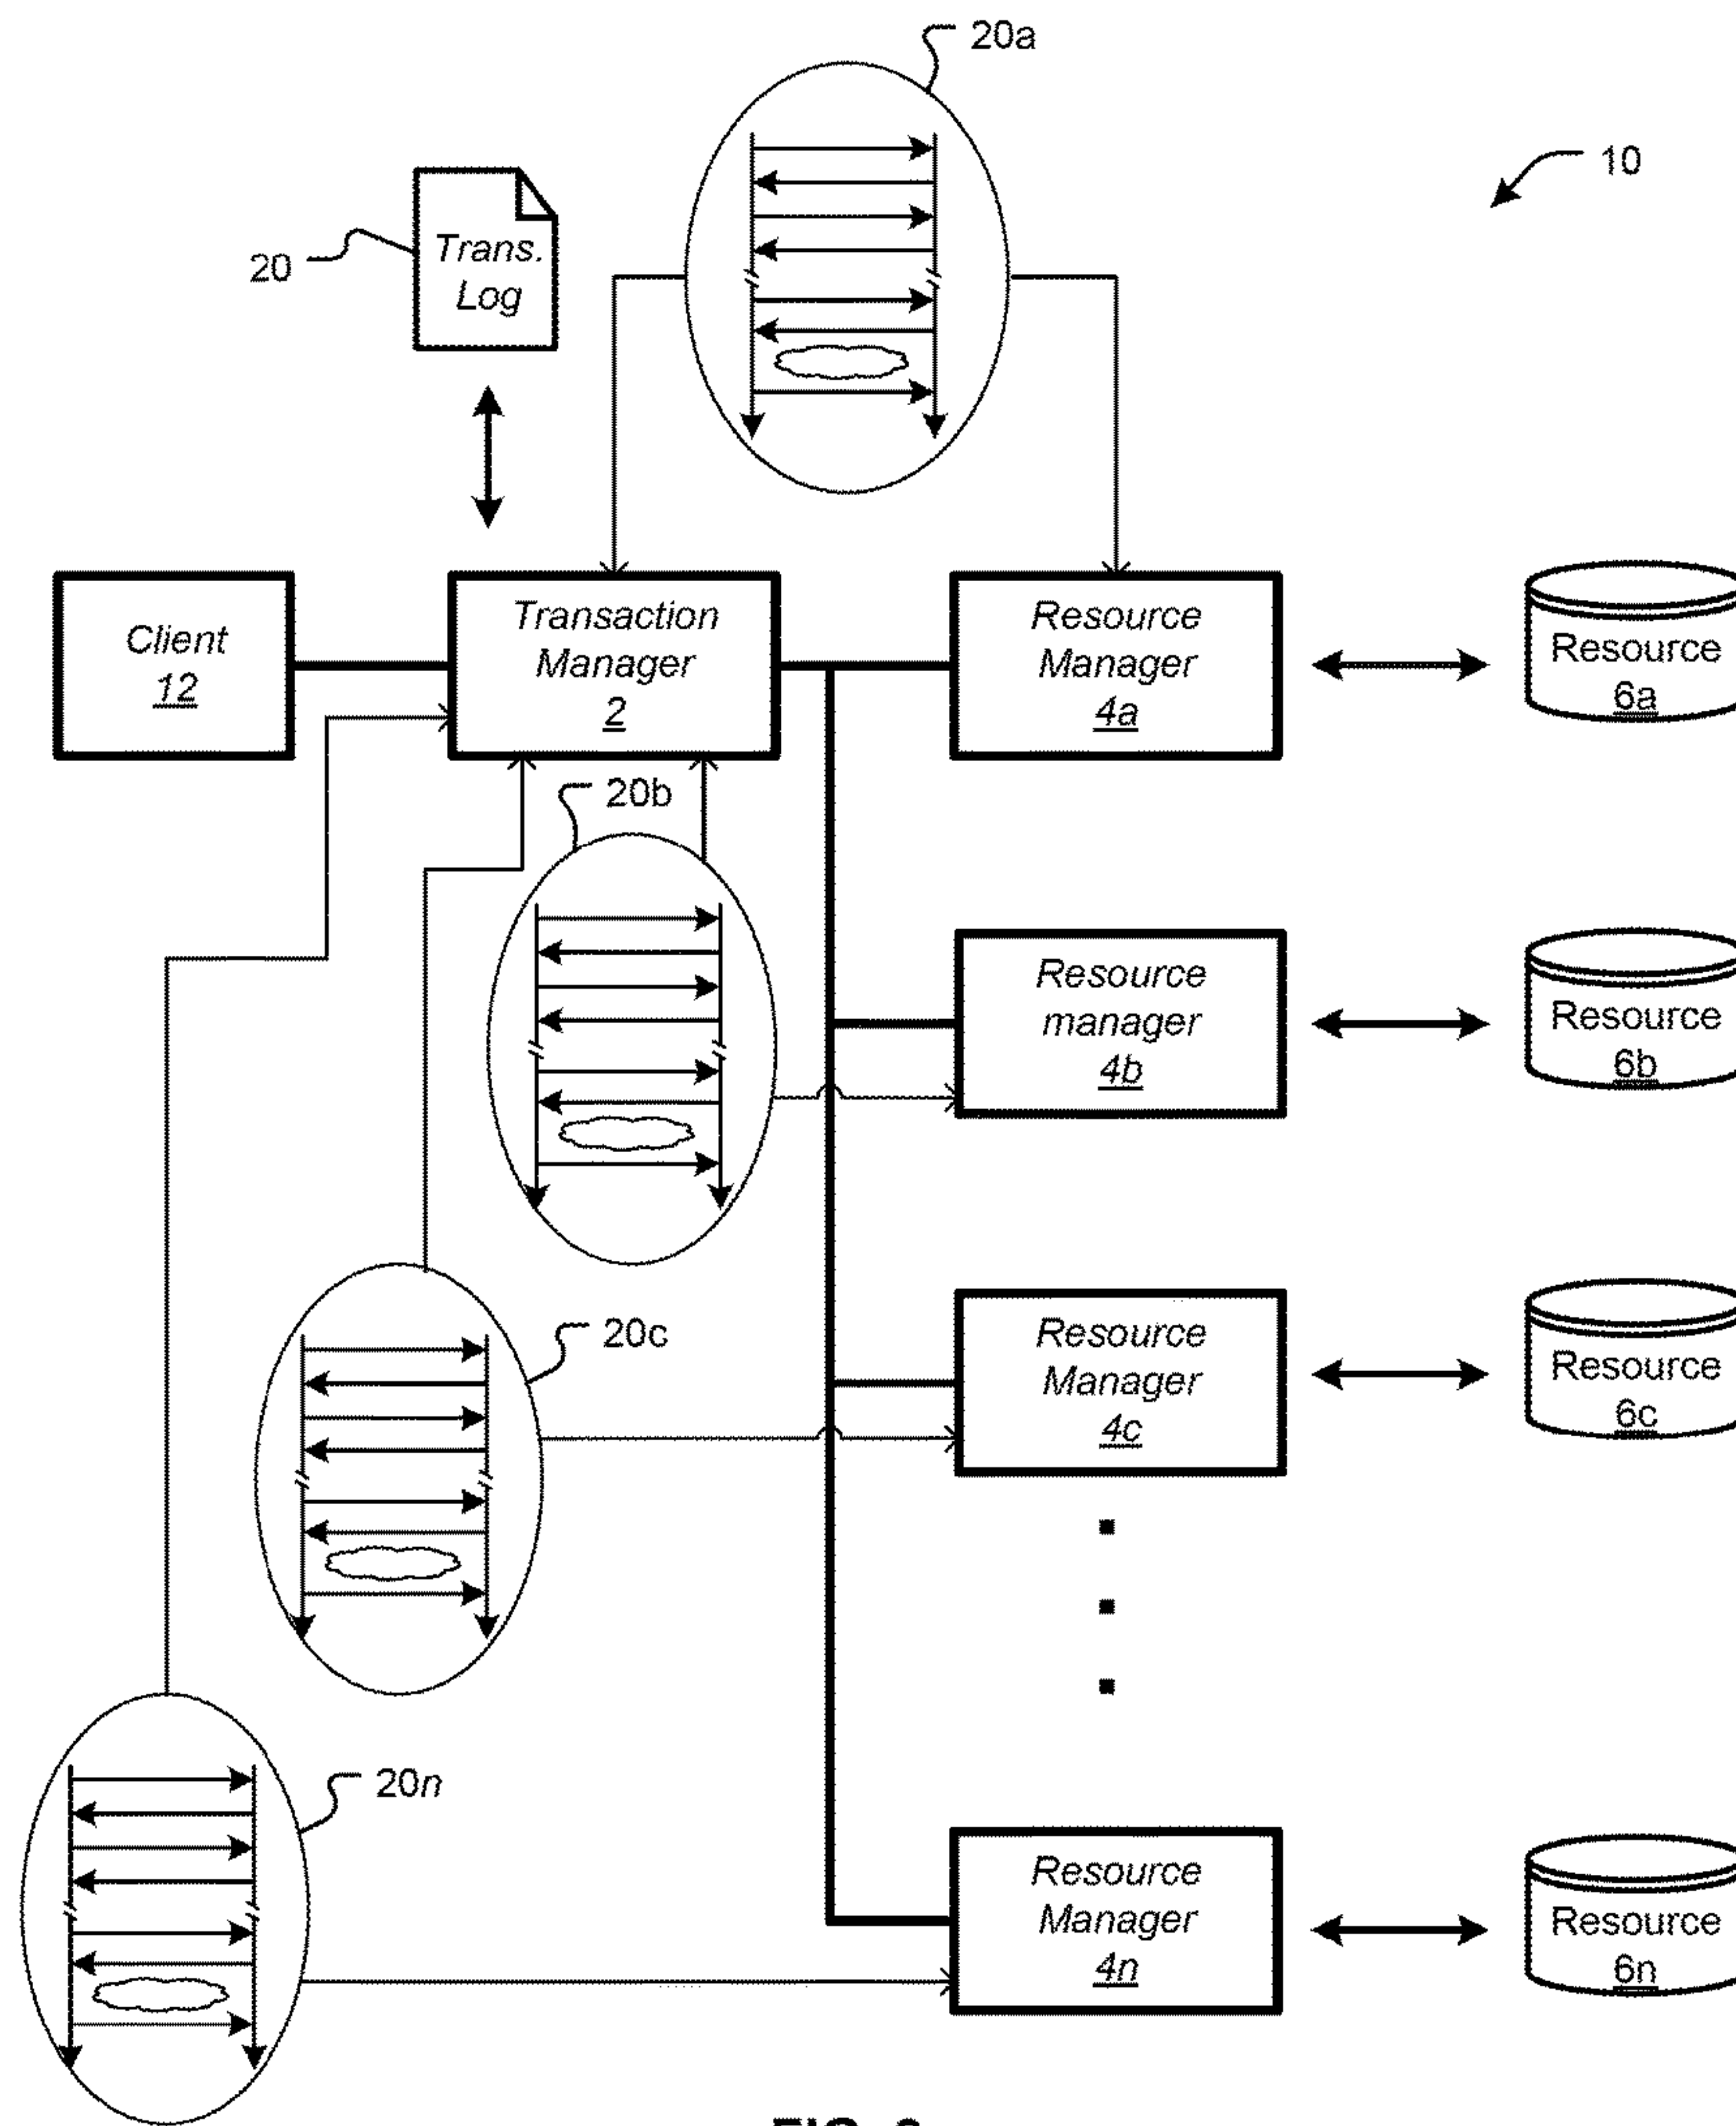 20a
10
20
Trans.
Log
Client
12
Transaction
Manager
2
Resource
Manager
4a
Resource
6a
20b
Resource
manager
4b
Resource
6b
20c
Resource
Manager
4c
Resource
6c
20n
Resource
Manager
4n
Resource
6n